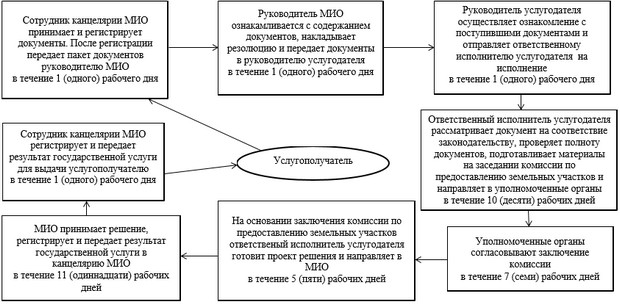 Сотрудник канцелярии МИО
принимает и регистрирует
документы. После регистрации
передает пакет документов
руководителю МИО
в течение 1 (одного) рабочего дня
Руководитель МИО
ознакамливается с содержанием
документов, накладывает
резолюцию и передает документы
в руководителю услугодателя
в течение 1 (одного) рабочего дня
Руководитель услугодателя
осуществляет ознакомление с
поступившими документами и
отправляет ответственному
исполнителю услугодателя на
исполнение
в течение 1 (одного) рабочего дня
Ответственный исполнитель услугодателя
рассматривает документ на соответствие
законодательству, проверяет полноту
документов, подготавливает материалы
на заседании комиссии по
предоставлению земельных участков и
направляет в уполномоченые органы
в течение 10 (десяти) рабочих дней
Уполномоченые органы
согласовывают заключение
комиссии
в течение 7 (семи) рабочих дней
На основании заключения комиссии по
предоставлению земельных участков
ответственый исполнитель услугодателя
готовит проект решения и направляет в
МИО
в течение 5 (пяти) рабочих дней
МИО принимает решение,
регистрирует и передает результат
государственной услуги в
канцелярию МИО
в течение 11 (одиннадцати) рабочих
дней
Сотрудник канцелярии МИО
регистрирует и передает
результат государственной услуги
для выдачи услугополучателю
в течение 1 (одного) рабочего дня
Услугополучатель